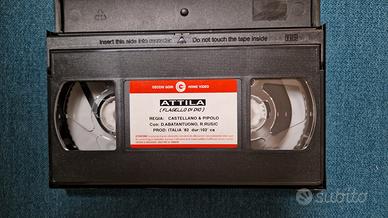 Insert this side into recorder
Do not touch the tape inside
VHS
CECCHI GORI
HOME VIDEO
ATTILA
(FLAGELLO DI DIO)
REGIA: CASTELLANO & PIPOLO
Con: D.ABATANTUONO, R.RUSIC
PROD: ITALIA '82 dur:102' ca
subito